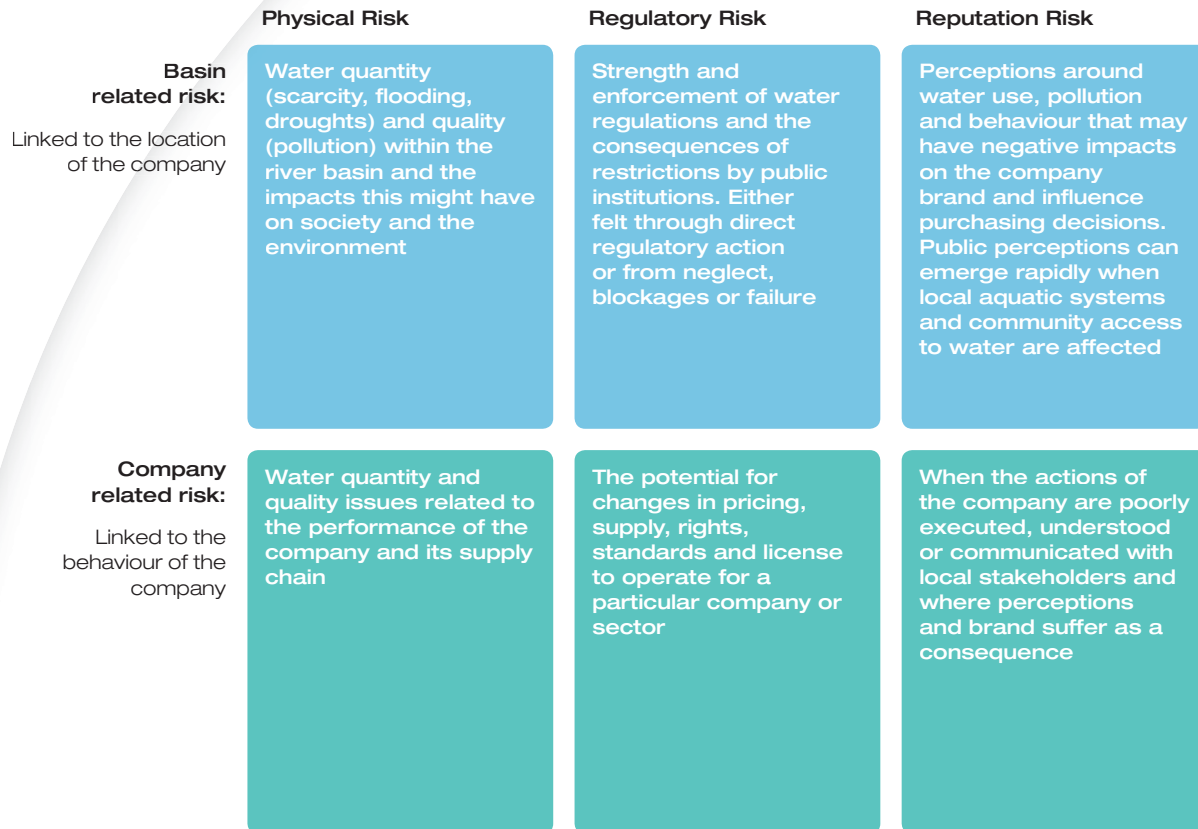 Physical Risk
Regulatory Risk
Reputation Risk
Basin
related risk:
Linked to the location
of the company
Water quantity
(scarcity, flooding,
droughts) and quality
(pollution) within the
river basin and the
impacts this might have
on society and the
environment
Strength and
enforcement of water
regulations and the
consequences of
restrictions by public
institutions. Either
felt through direct
regulatory action
or from neglect,
blockages or failure
Perceptions around
water use, pollution
and behaviour that may
have negative impacts
on the company
brand and influence
purchasing decisions.
Public perceptions can
emerge rapidly when
local aquatic systems
and community access
to water are affected
Company
related risk:
Linked to the
behaviour of the
company
Water quantity and
quality issues related to
the performance of the
company and its supply
chain
The potential for
changes in pricing,
supply, rights,
standards and license
to operate for a
particular company or
sector
When the actions of
the company are poorly
executed, understood
or communicated with
local stakeholders and
where perceptions
and brand suffer as a
consequence